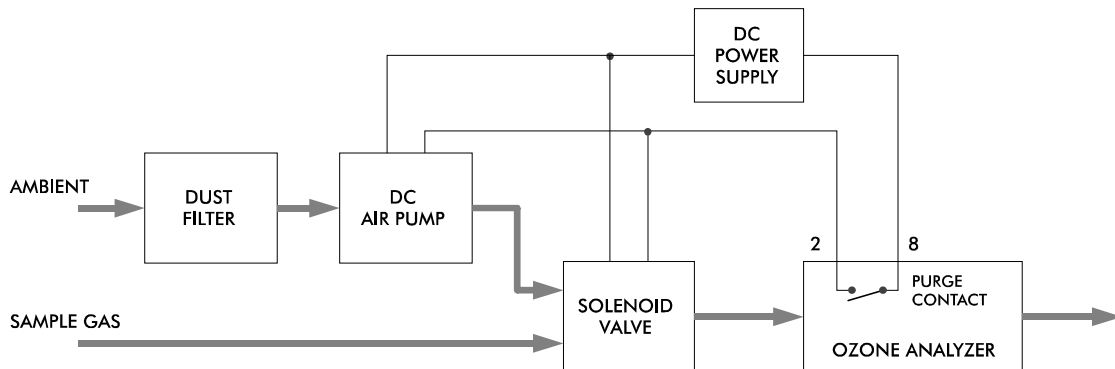 DC
POWER
SUPPLY
AMBIENT
DUST
FILTER
DC
AIR PUMP
2
8
PURGE
CONTACT
SOLENOID
VALVE
SAMPLE GAS
OZONE ANALYZER